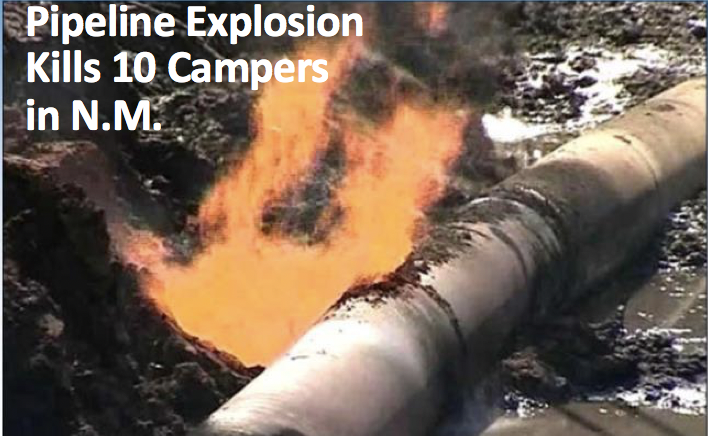 Pipeline Explosion
Kills 10 Campers
in N.M.